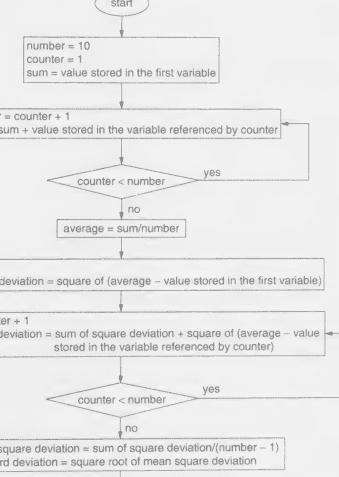 start
number = 10
counter = 1
sum = value stored in the first variable
= counter + 1
sum + value stored in the variable referenced by counter
counter < number
yes
no
average = sum/number
deviation = square of (average − value stored in the first variable)
+ 1
deviation = sum of square deviation + square of (average − value
stored in the variable referenced by counter)
counter < number
yes
no
square deviation = sum of square deviation/(number − 1)
deviation = square root of mean square deviation